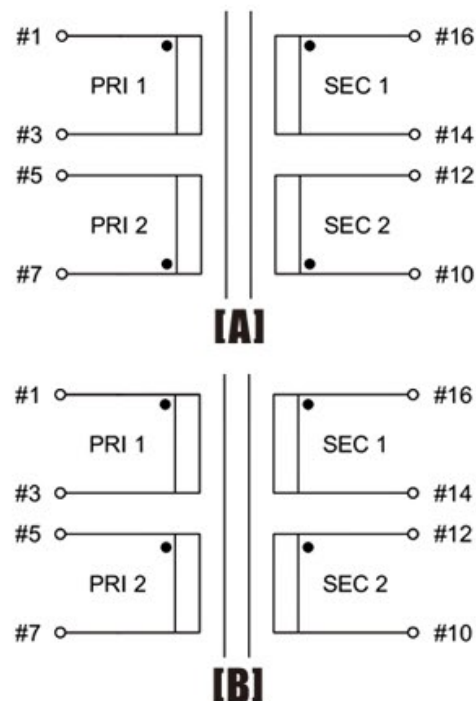 #1 #16
PRI 1 SEC 1
#3 #14
#5 #12
PRI 2 SEC 2
#7 #10
[A]
#1 #16
PRI 1 SEC 1
#3 #14
#5 #12
PRI 2 SEC 2
#7 #10
[B]